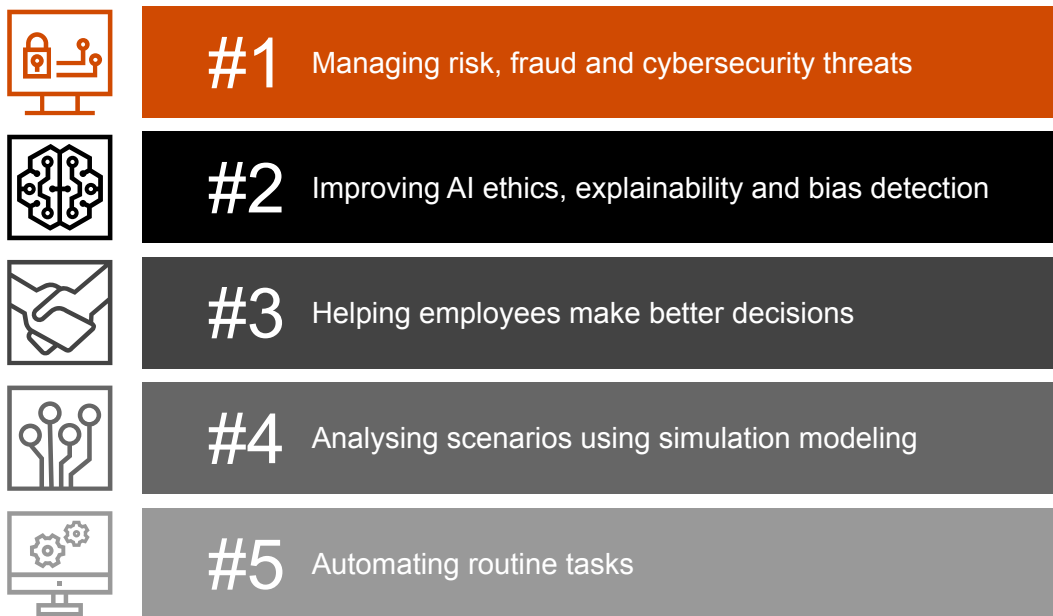 #1 Managing risk, fraud and cybersecurity threats
#2 Improving AI ethics, explainability and bias detection
#3 Helping employees make better decisions
#4 Analysing scenarios using simulation modeling
#5 Automating routine tasks